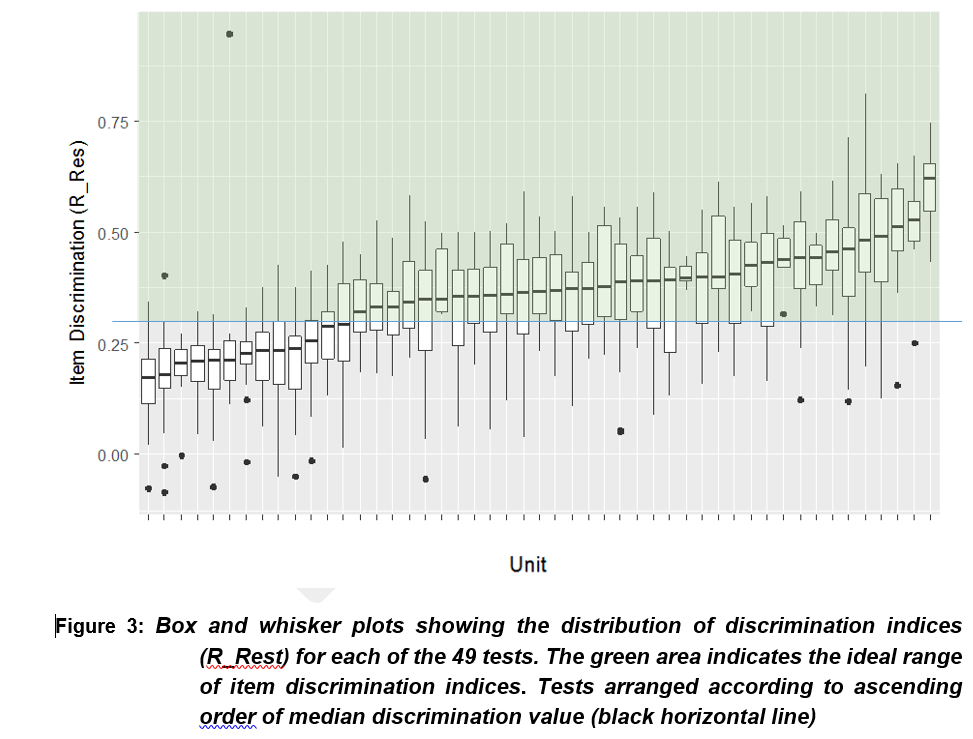 Item Discrimination (R_Res)
0.75
0.50
0.25
0.00
Unit
Figure 3: Box and whisker plots showing the distribution of discrimination indices
(R_Rest) for each of the 49 tests. The green area indicates the ideal range
of item discrimination indices. Tests arranged according to ascending
order of median discrimination value (black horizontal line)